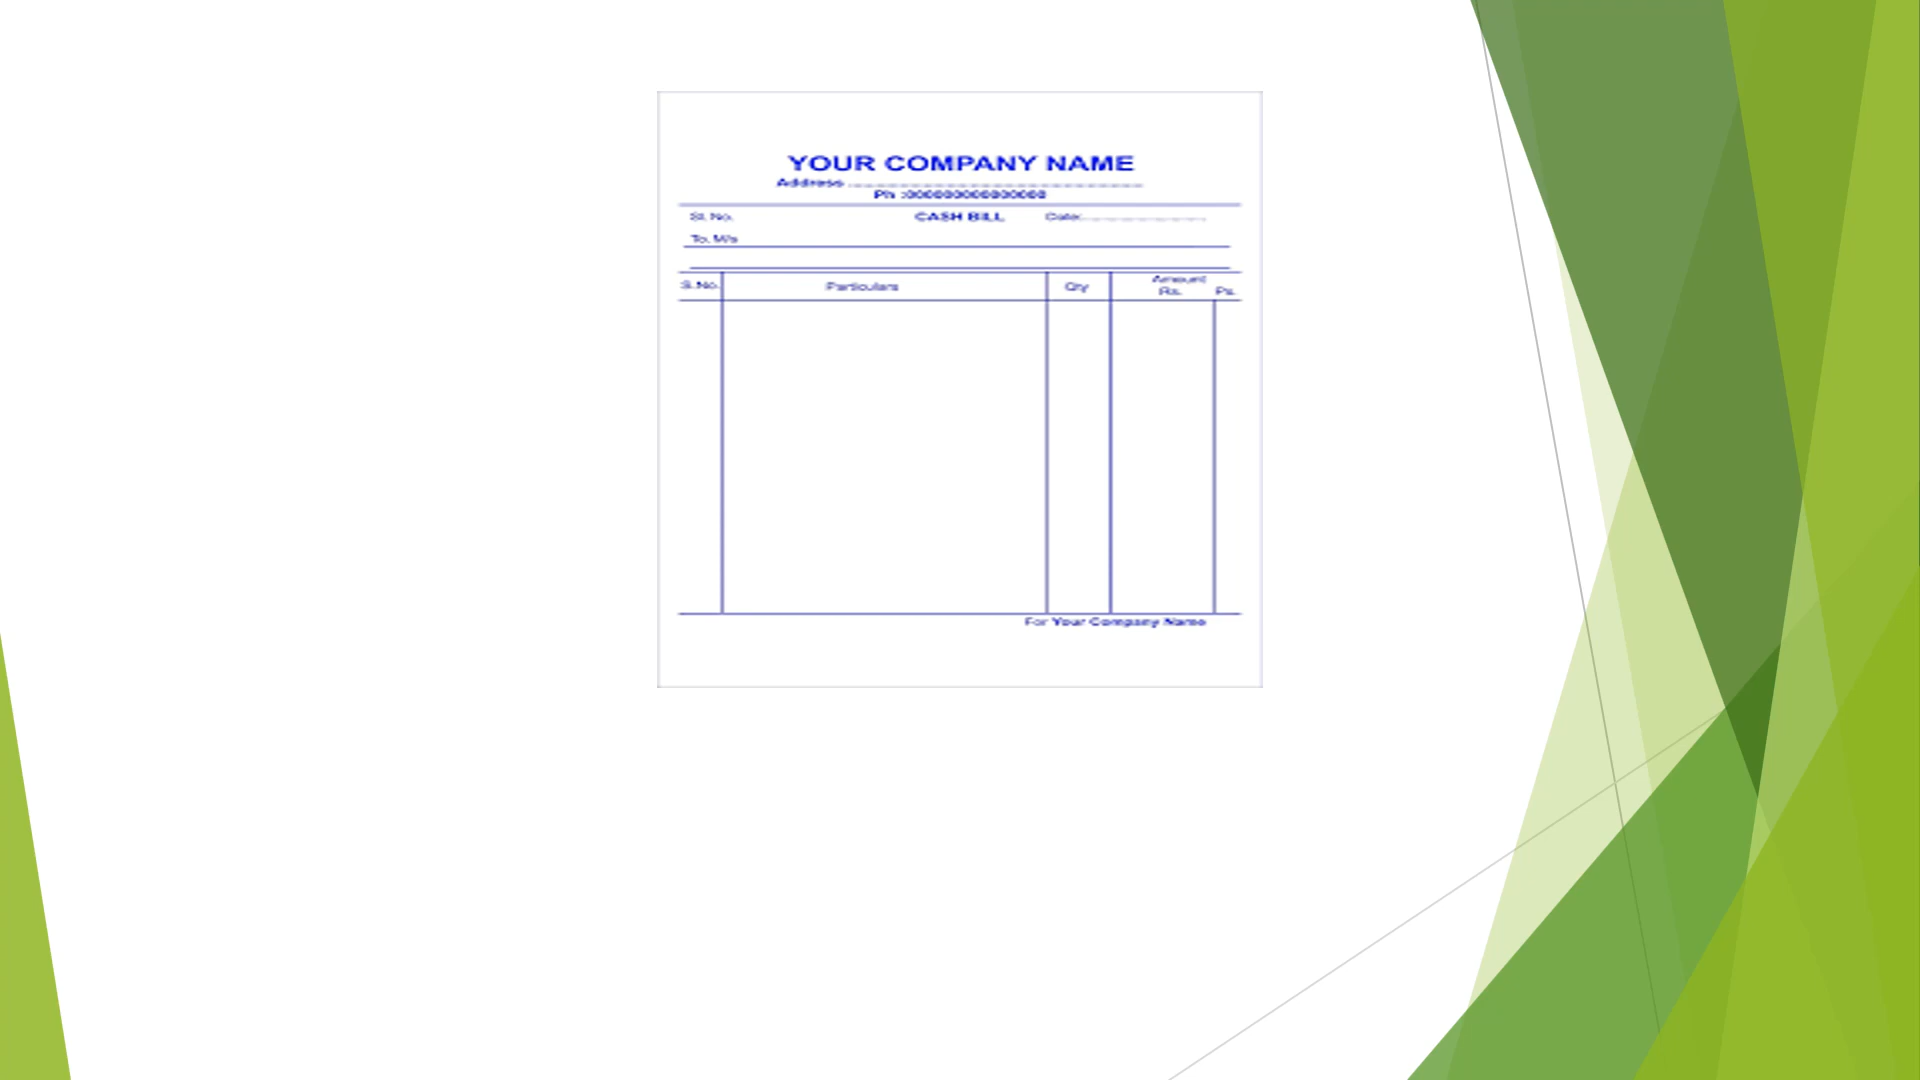 YOUR COMPANY NAME
Address ........................................
Ph :000000000000000
Sl. No. CASH BILL Date:....................
To. M/s
S.No. Particulars Qty Amount
Rs. Ps.
For Your Company Name